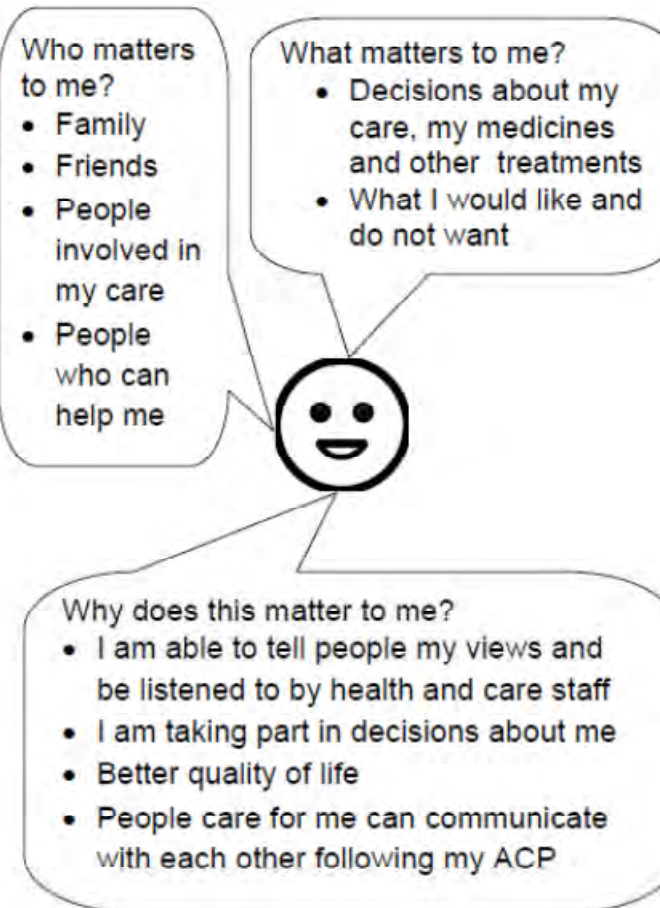 Who matters
to me?
• Family
• Friends
• People
involved in
my care
• People
who can
help me
What matters to me?
• Decisions about my
care, my medicines
and other treatments
• What I would like and
do not want
Why does this matter to me?
• I am able to tell people my views and
be listened to by health and care staff
• I am taking part in decisions about me
• Better quality of life
• People care for me can communicate
with each other following my ACP